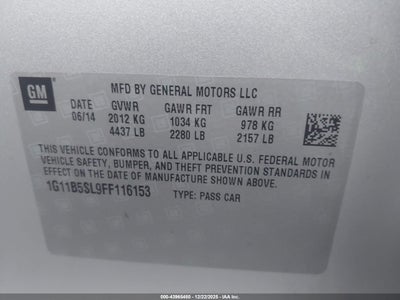 GM
MFD BY GENERAL MOTORS LLC
DATE GVWR GAWR FRT GAWR RR
06/14 2012 KG 1034 KG 978 KG
4437 LB 2280 LB 2157 LB
THIS VEHICLE CONFORMS TO ALL APPLICABLE U.S. FEDERAL MOTOR
VEHICLE SAFETY, BUMPER, AND THEFT PREVENTION STANDARDS
IN EFFECT ON THE DATE OF MANUFACTURE SHOWN ABOVE.
1G11B5SL9FF116153 TYPE: PASS CAR
000-43965450 - 12/22/2025 - IAAI.COM